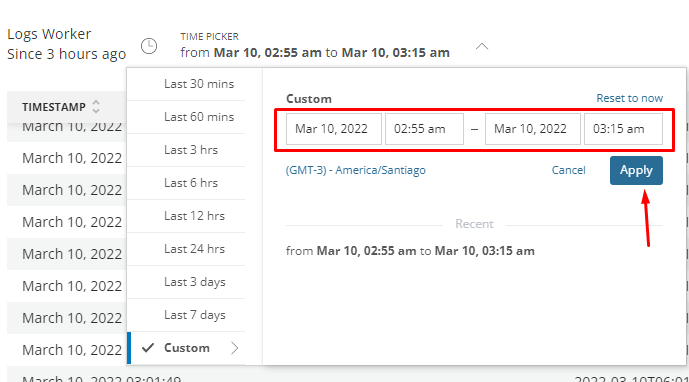 Logs Worker
Since 3 hours ago
TIME PICKER
from Mar 10, 02:55 am to Mar 10, 03:15 am
TIMESTAMP
March 10, 2022
March 10, 2022
March 10, 2022
March 10, 2022
March 10, 2022
March 10, 2022
March 10, 2022
March 10, 2022
March 10, 2022 03:01:49
2022-03-10T06:01
Last 30 mins
Last 60 mins
Last 3 hrs
Last 6 hrs
Last 12 hrs
Last 24 hrs
Last 3 days
Last 7 days
Custom
Custom
Reset to now
Mar 10, 2022 02:55 am – Mar 10, 2022 03:15 am
(GMT-3) - America/Santiago
Cancel
Apply
Recent
from Mar 10, 02:55 am to Mar 10, 03:15 am